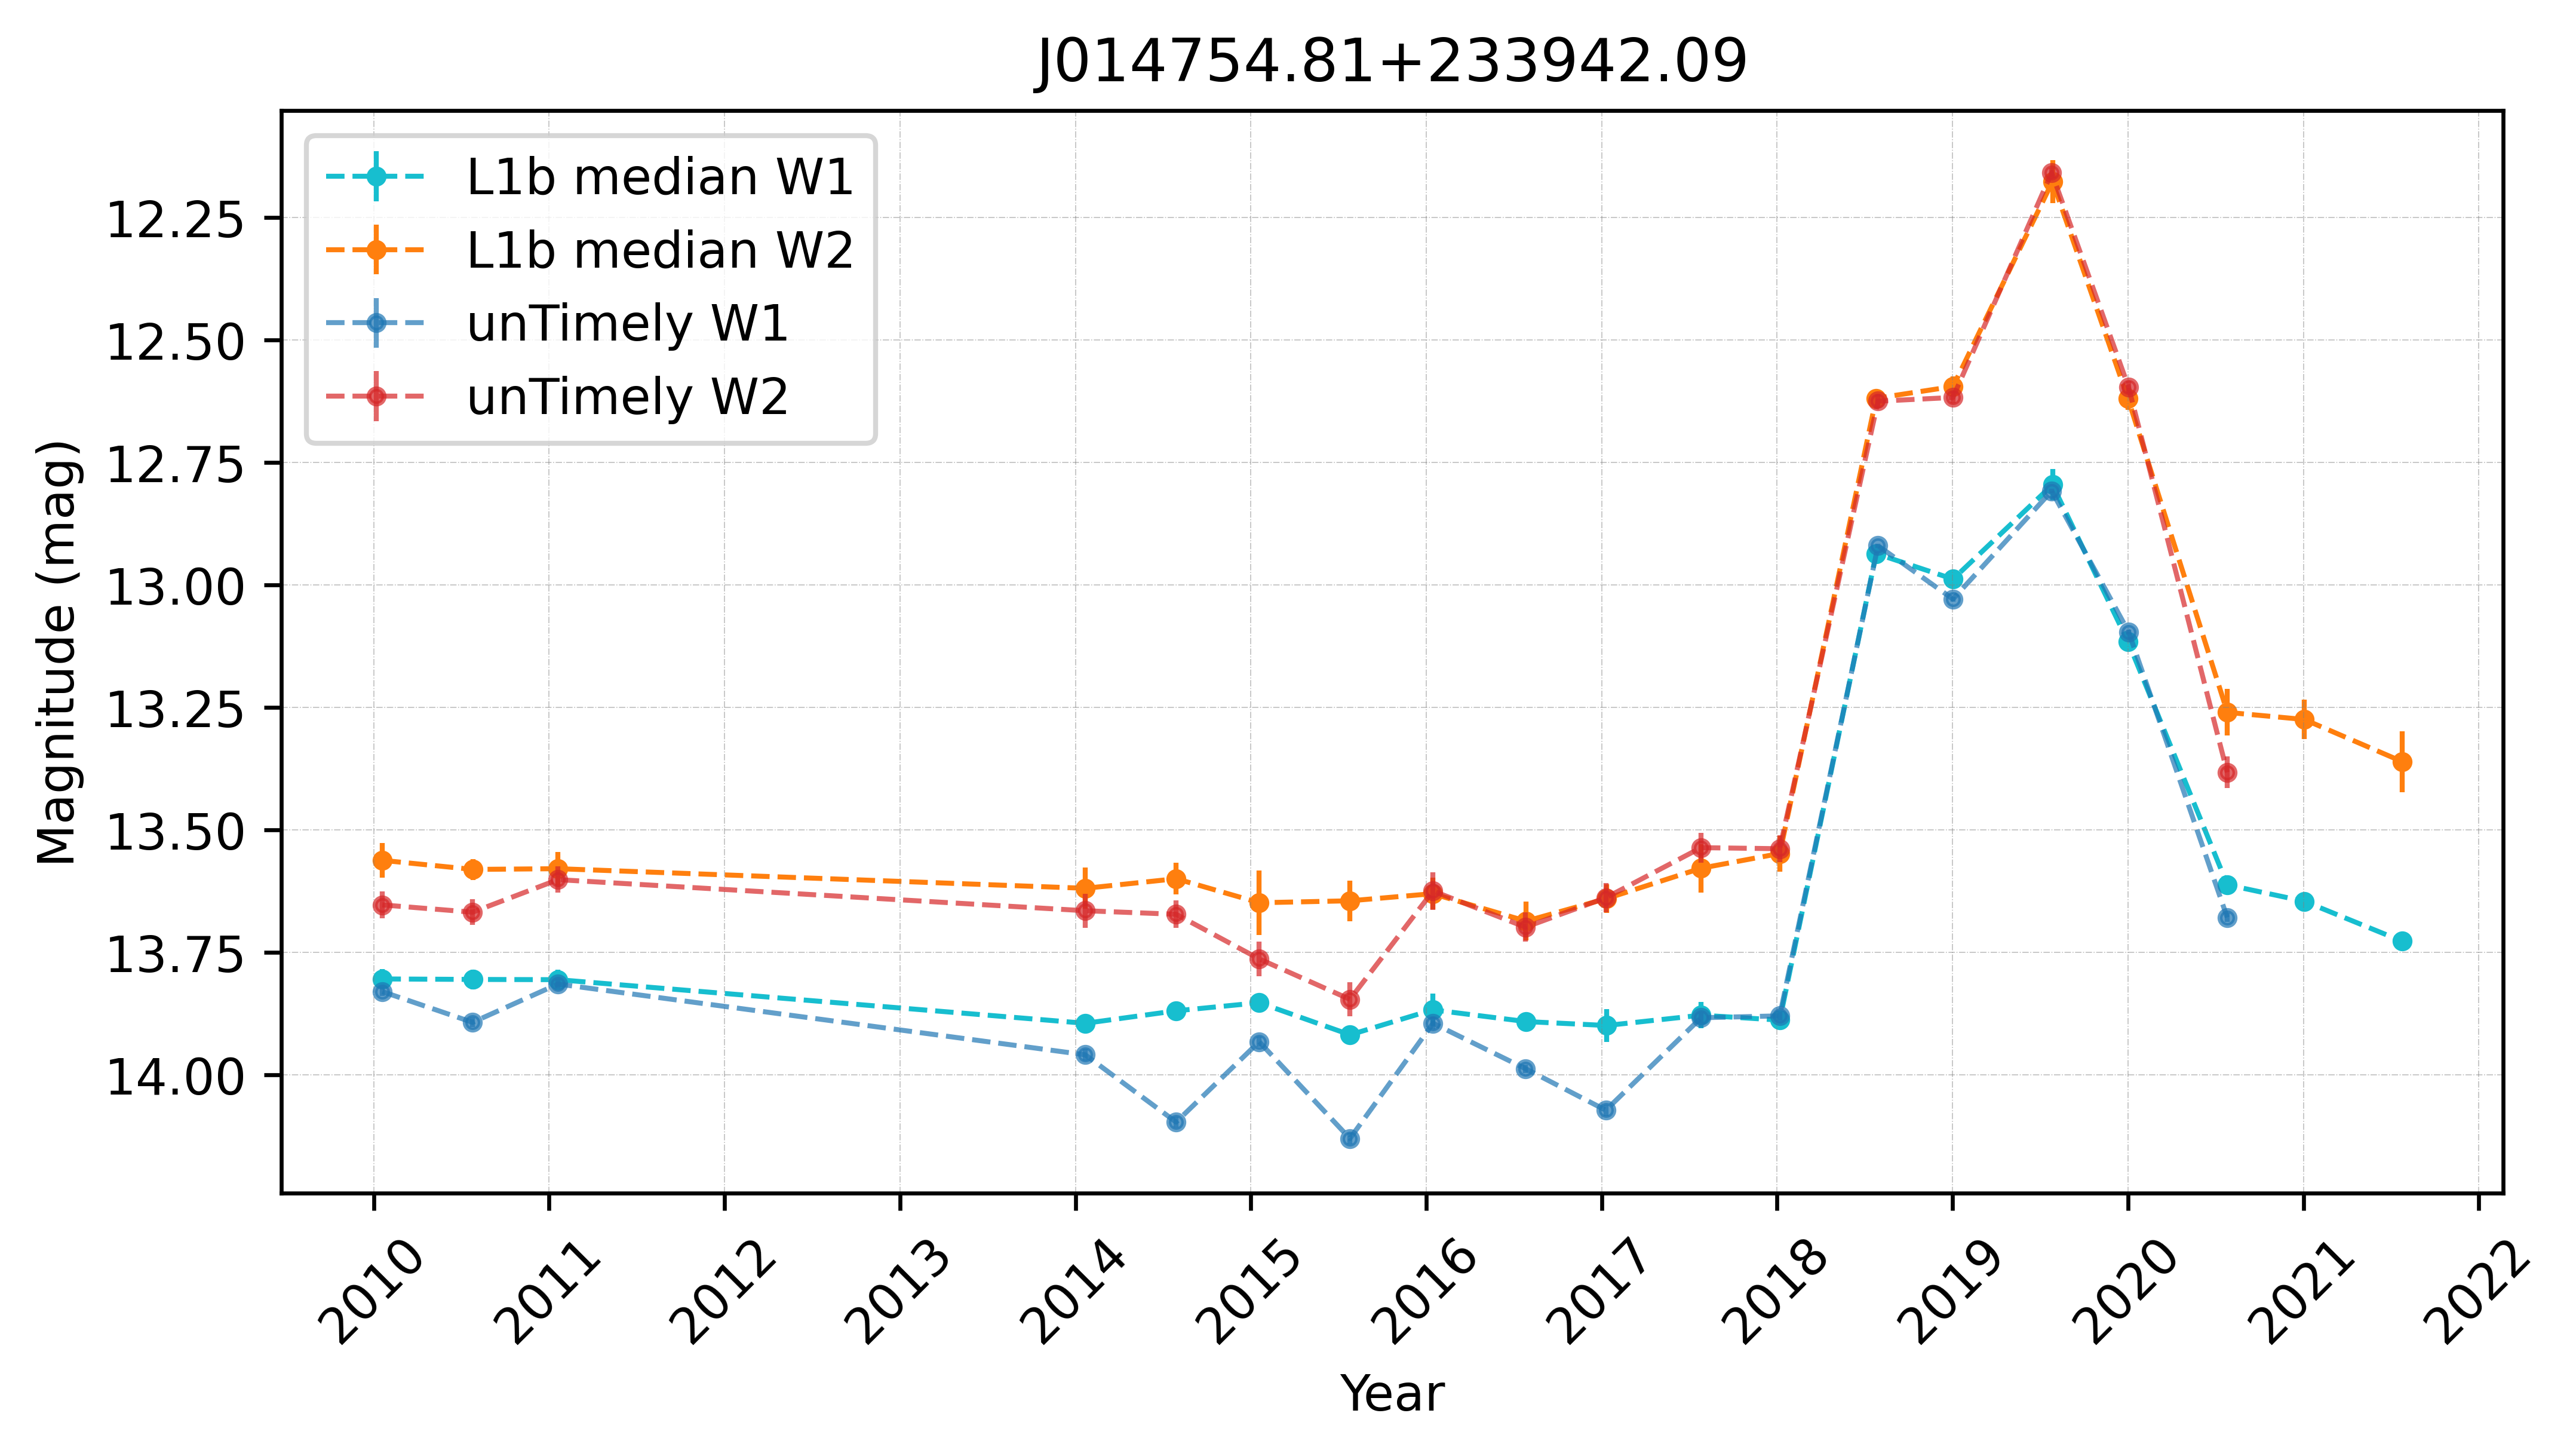 J014754.81+233942.09
L1b median W1
L1b median W2
unTimely W1
unTimely W2
Magnitude (mag)
12.25
12.50
12.75
13.00
13.25
13.50
13.75
14.00
2010 2011 2012 2013 2014 2015 2016 2017 2018 2019 2020 2021 2022
Year